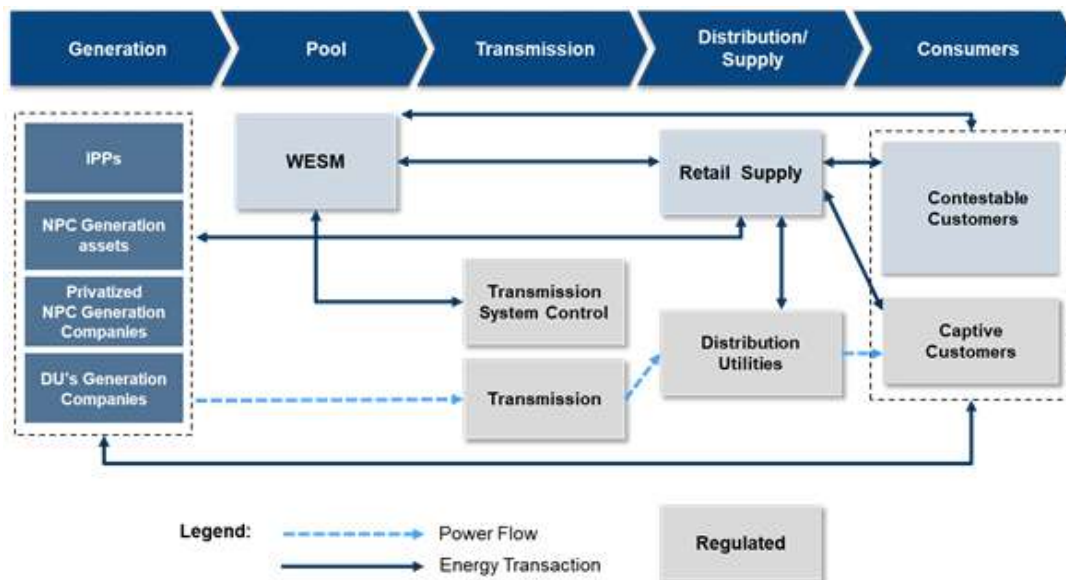 Generation
Pool
Transmission
Distribution/
Supply
Consumers
IPPs
NPC Generation
assets
Privatized
NPC Generation
Companies
DU's Generation
Companies
WESM
Retail Supply
Contestable
Customers
Transmission
System Control
Transmission
Distribution
Utilities
Captive
Customers
Legend:
Power Flow
Energy Transaction
Regulated